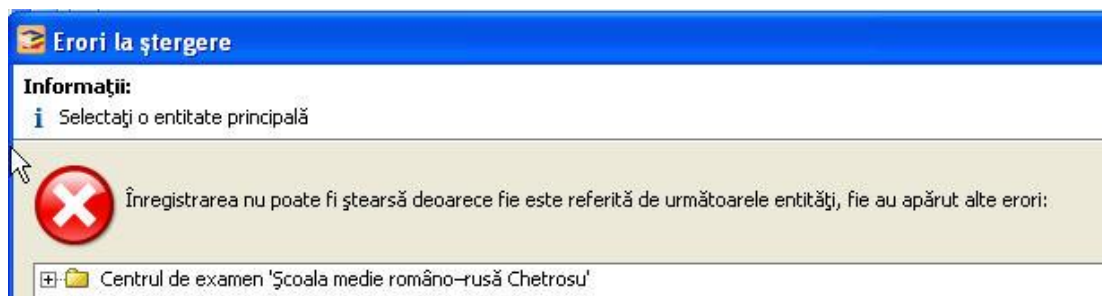 Erori la ştergere
Informaţii:
Selectaţi o entitate principală
Înregistrarea nu poate fi ştearsă deoarece fie este referită de următoarele entităţi, fie au apărut alte erori:
Centrul de examen 'Şcoala medie româno–rusă Chetrosu'